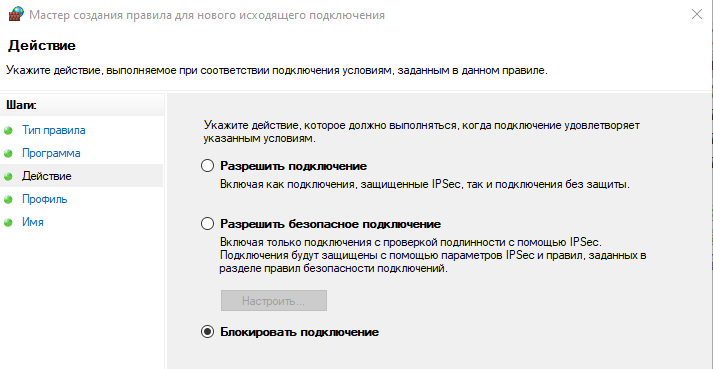 Мастер создания правила для нового исходящего подключения
Действие
Укажите действие, выполняемое при соответствии подключения условиям, заданным в данном правиле.
Шаги:
Тип правила
Программа
Действие
Профиль
Имя
Укажите действие, которое должно выполняться, когда подключение удовлетворяет
указанным условиям.
Разрешить подключение
Включая как подключения, защищенные IPSec, так и подключения без защиты.
Разрешить безопасное подключение
Включая только подключения с проверкой подлинности с помощью IPSec.
Подключения будут защищены с помощью параметров IPSec и правил, заданных в
разделе правил безопасности подключений.
Настроить...
Блокировать подключение